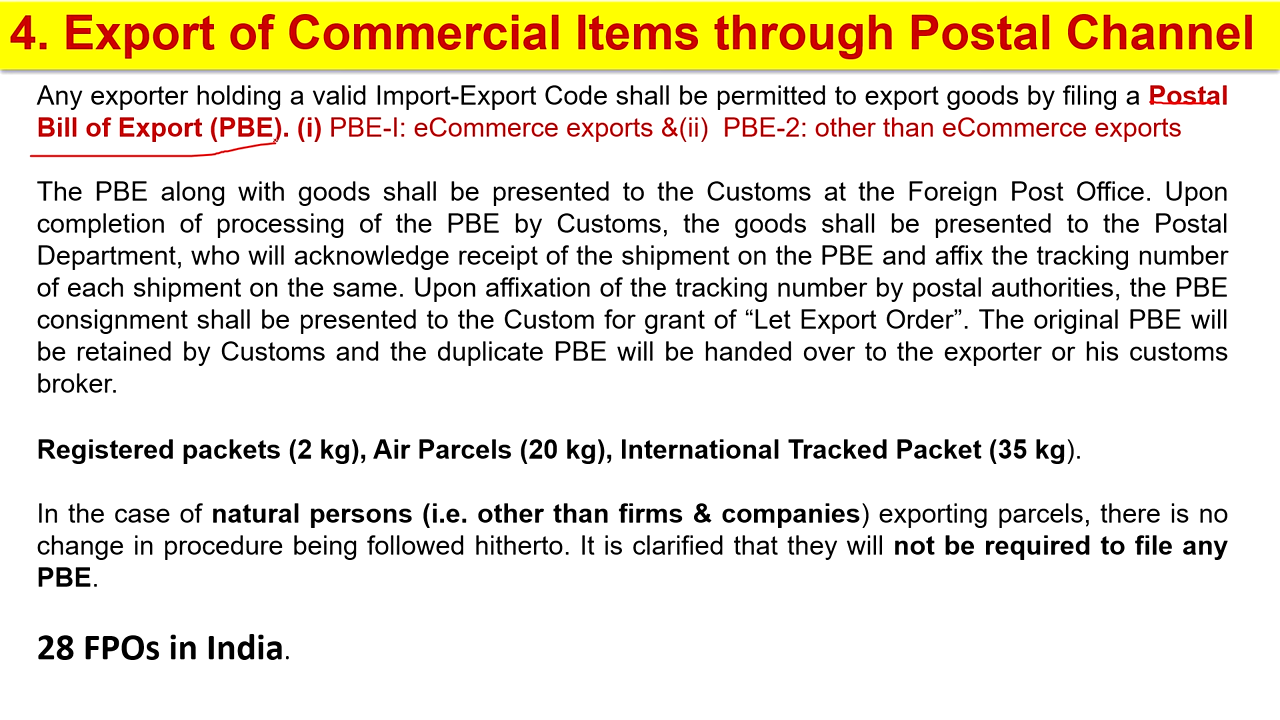 4. Export of Commercial Items through Postal Channel
Any exporter holding a valid Import-Export Code shall be permitted to export goods by filing a Postal
Bill of Export (PBE). (i) PBE-I: eCommerce exports &(ii) PBE-2: other than eCommerce exports
The PBE along with goods shall be presented to the Customs at the Foreign Post Office. Upon
completion of processing of the PBE by Customs, the goods shall be presented to the Postal
Department, who will acknowledge receipt of the shipment on the PBE and affix the tracking number
of each shipment on the same. Upon affixation of the tracking number by postal authorities, the PBE
consignment shall be presented to the Custom for grant of “Let Export Order”. The original PBE will
be retained by Customs and the duplicate PBE will be handed over to the exporter or his customs
broker.
Registered packets (2 kg), Air Parcels (20 kg), International Tracked Packet (35 kg).
In the case of natural persons (i.e. other than firms & companies) exporting parcels, there is no
change in procedure being followed hitherto. It is clarified that they will not be required to file any
PBE.
28 FPOs in India.